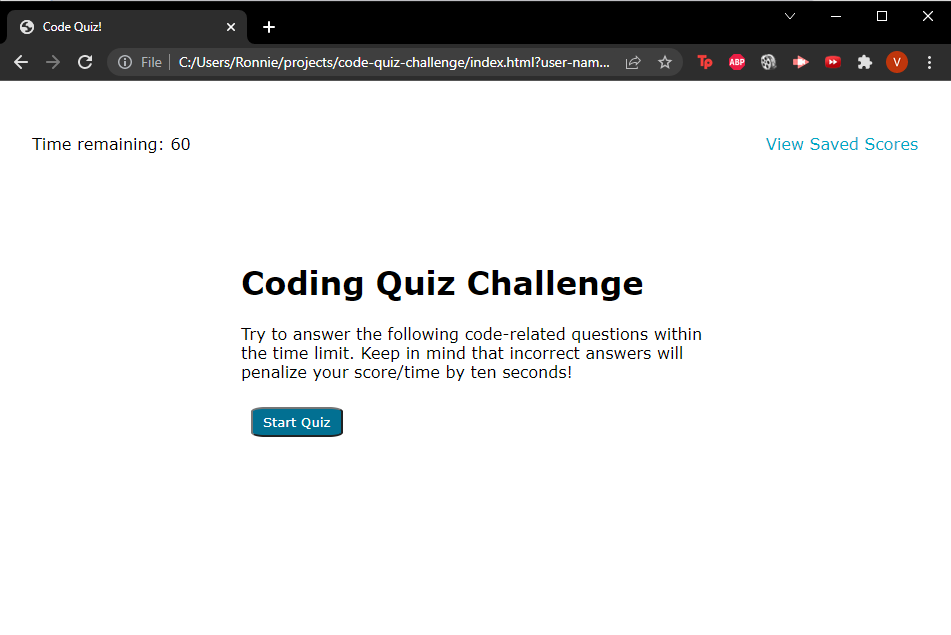 Code Quiz!
File C:/Users/Ronnie/projects/code-quiz-challenge/index.html?user-nam...
Tp
ABP
V
Time remaining: 60
View Saved Scores
Coding Quiz Challenge
Try to answer the following code-related questions within
the time limit. Keep in mind that incorrect answers will
penalize your score/time by ten seconds!
Start Quiz